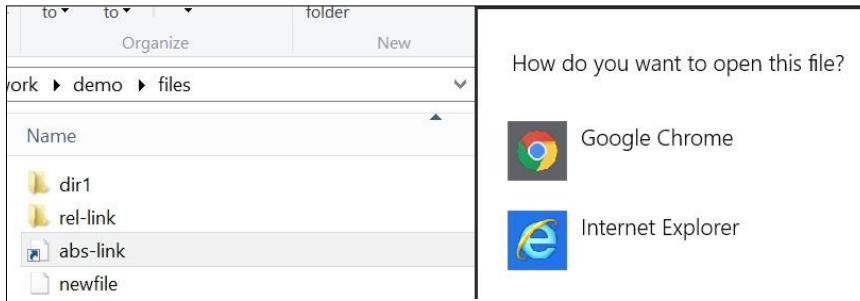 to to folder
Organize New
demo files
Name
dir1
rel-link
abs-link
newfile
How do you want to open this file?
Google Chrome
Internet Explorer